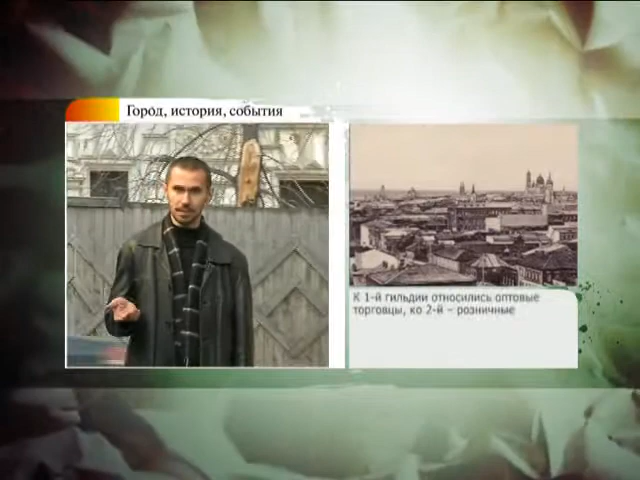 Город, история, события
К 1-й гильдии относились оптовые
торговцы, ко 2-й – розничные